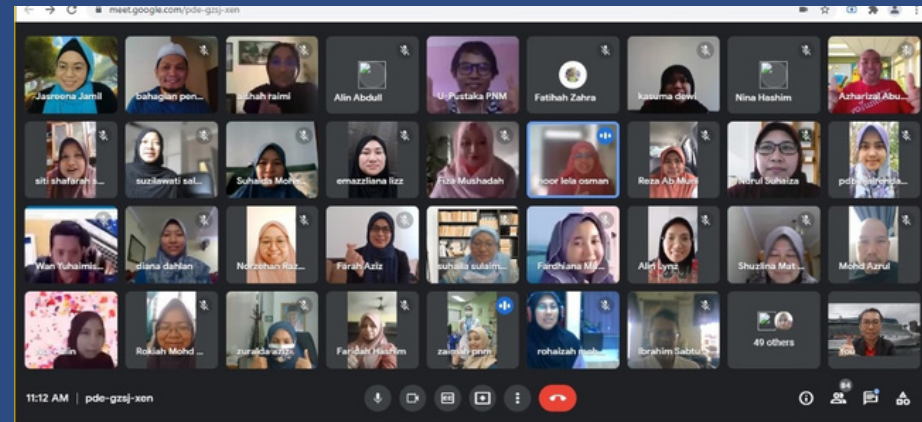 meet.google.com/pde-gzsj-xen
Jasreena Jamil
bahagian pen...
aishah raimi
Alin Abdull
U-Pustaka PNM
Fatihah Zahra
kasuma dewi
Nina Hashim
Azharizal Abu...
siti shafarah s...
suzilawati sal...
Suhaida Moha...
emazzliana lizz
Fiza Mushadah
noor lela osman
Reza Ab Muni
Nurul Suhaiza
Wan Yuhaimis...
diana dahlan
Norzehan Raz...
Farah Aziz
suhaila sulaim...
Fardhiana
Alin Lynz
Shuzlina Mat ...
Mohd Azrul
Rokiah Mohd ...
zuraida aziz
Faridah Hashim
zaimah pnm
rohaizah moh...
Ibrahim Sabtu
49 others
You
11:12 AM | pde-gzsj-xen
84